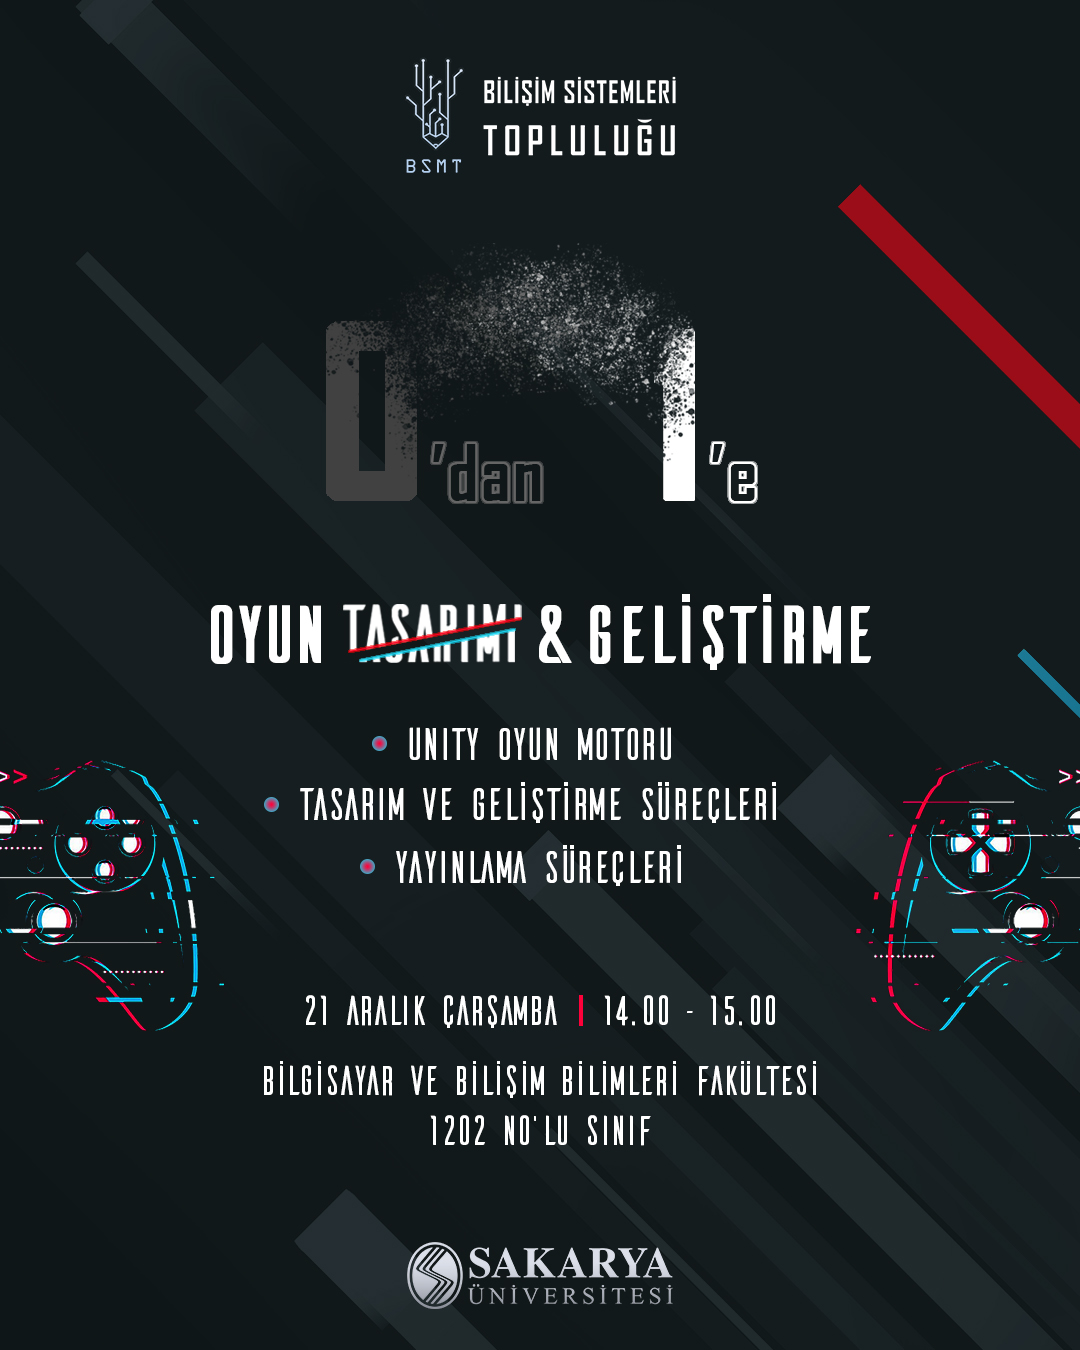 BİLİŞİM SİSTEMLERİ
TOPLULUĞU
BSMT
0'dan 1'e
OYUN TASARIMI & GELİŞTİRME
UNITY OYUN MOTORU
TASARIM VE GELİŞTİRME SÜREÇLERİ
YAYINLAMA SÜREÇLERİ
>>
>>
21 ARALIK ÇARŞAMBA | 14.00 - 15.00
BİLGİSAYAR VE BİLİŞİM BİLİMLERİ FAKÜLTESİ
1202 NO'LU SINIF
SAKARYA
ÜNİVERSİTESİ